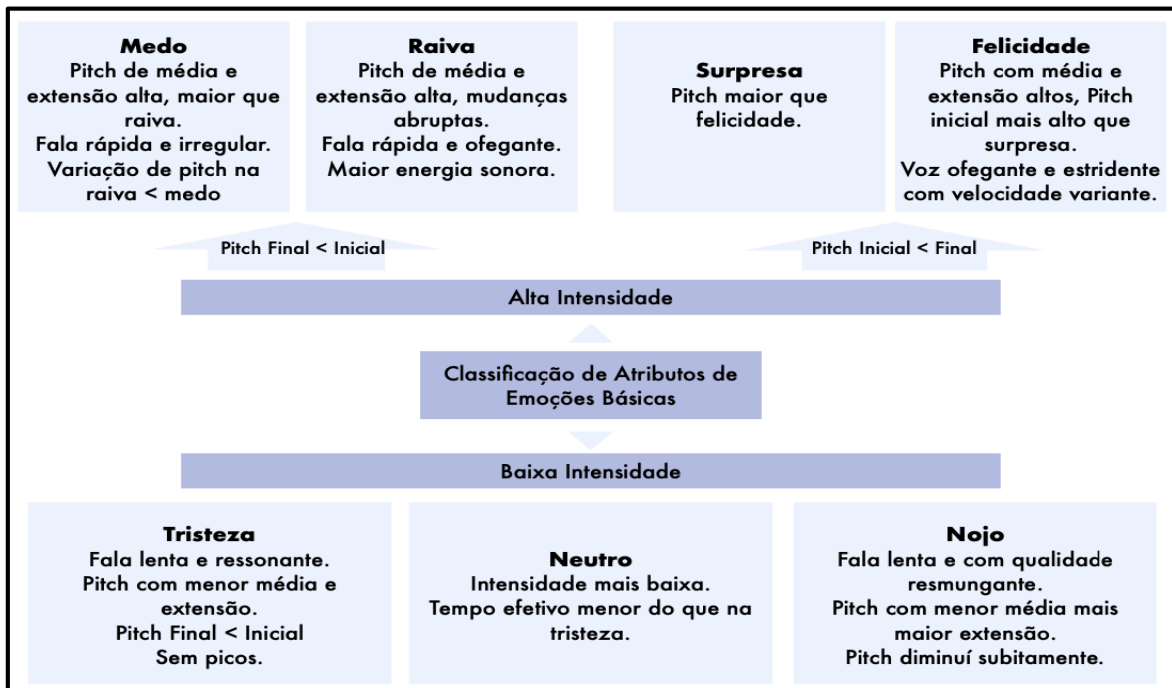 Medo
Pitch de média e
extensão alta, maior que
raiva.
Fala rápida e irregular.
Variação de pitch na
raiva < medo
Raiva
Pitch de média e
extensão alta, mudanças
abruptas.
Fala rápida e ofegante.
Maior energia sonora.
Surpresa
Pitch maior que
felicidade.
Felicidade
Pitch com média e
extensão altos, Pitch
inicial mais alto que
surpresa.
Voz ofegante e estridente
com velocidade variante.
Pitch Final < Inicial
Pitch Inicial < Final
Alta Intensidade
Classificação de Atributos de
Emoções Básicas
Baixa Intensidade
Tristeza
Fala lenta e ressonante.
Pitch com menor média e
extensão.
Pitch Final < Inicial
Sem picos.
Neutro
Intensidade mais baixa.
Tempo efetivo menor do que na
tristeza.
Nojo
Fala lenta e com qualidade
resmungante.
Pitch com menor média mais
maior extensão.
Pitch diminuí subitamente.